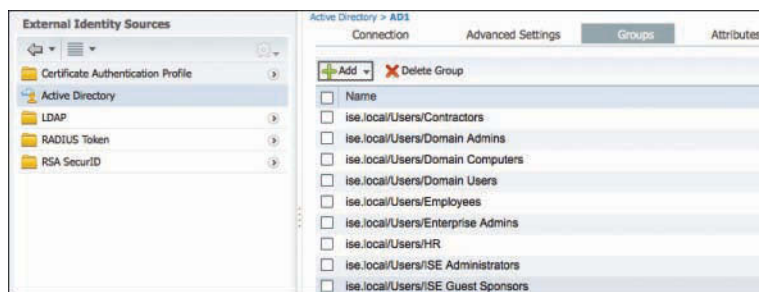 External Identity Sources
Certificate Authentication Profile
Active Directory
LDAP
RADIUS Token
RSA SecurID
Active Directory > AD1
Connection Advanced Settings Groups Attributes
Add Delete Group
Name
ise.local/Users/Contractors
ise.local/Users/Domain Admins
ise.local/Users/Domain Computers
ise.local/Users/Domain Users
ise.local/Users/Employees
ise.local/Users/Enterprise Admins
ise.local/Users/HR
ise.local/Users/ISE Administrators
ise.local/Users/ISE Guest Sponsors